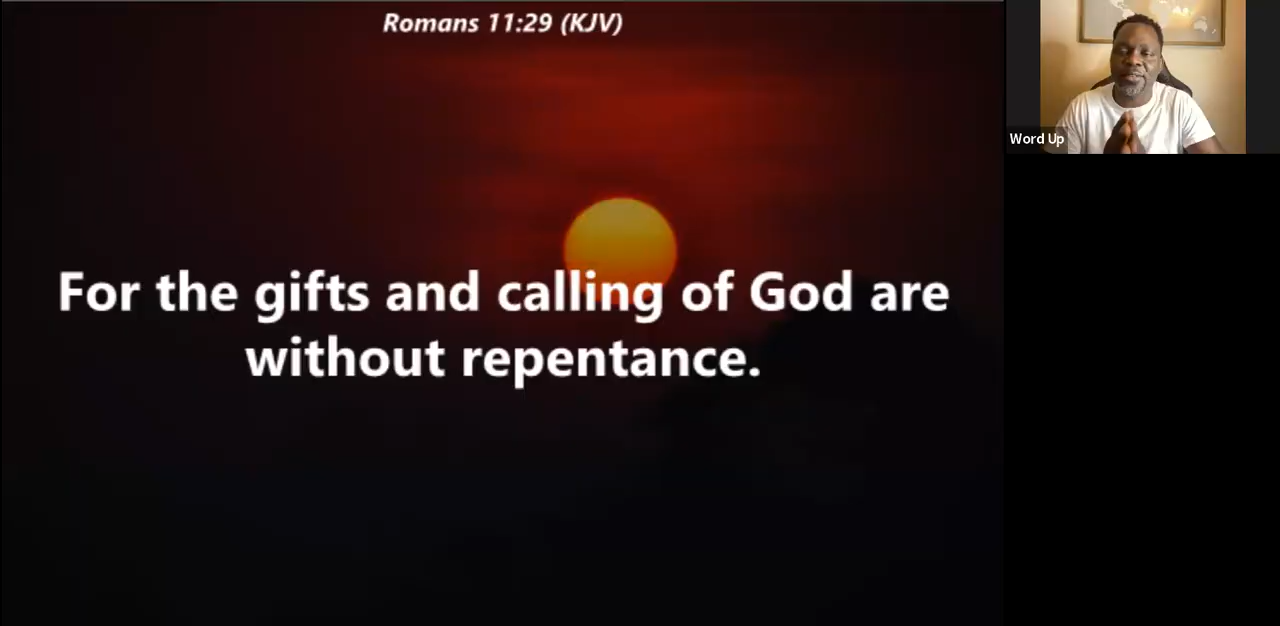 Romans 11:29 (KJV)
For the gifts and calling of God are
without repentance.
Word Up